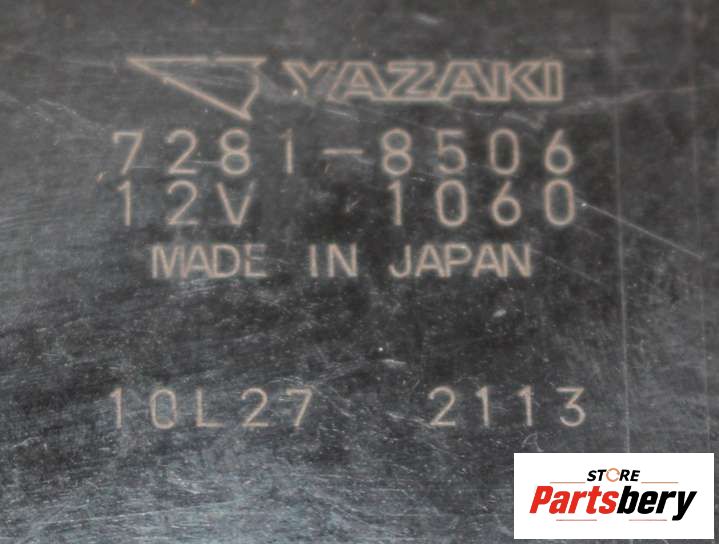 YAZAKI
7281-8506
12V 1060
MADE IN JAPAN
10L27 2113
STORE
Partsbery